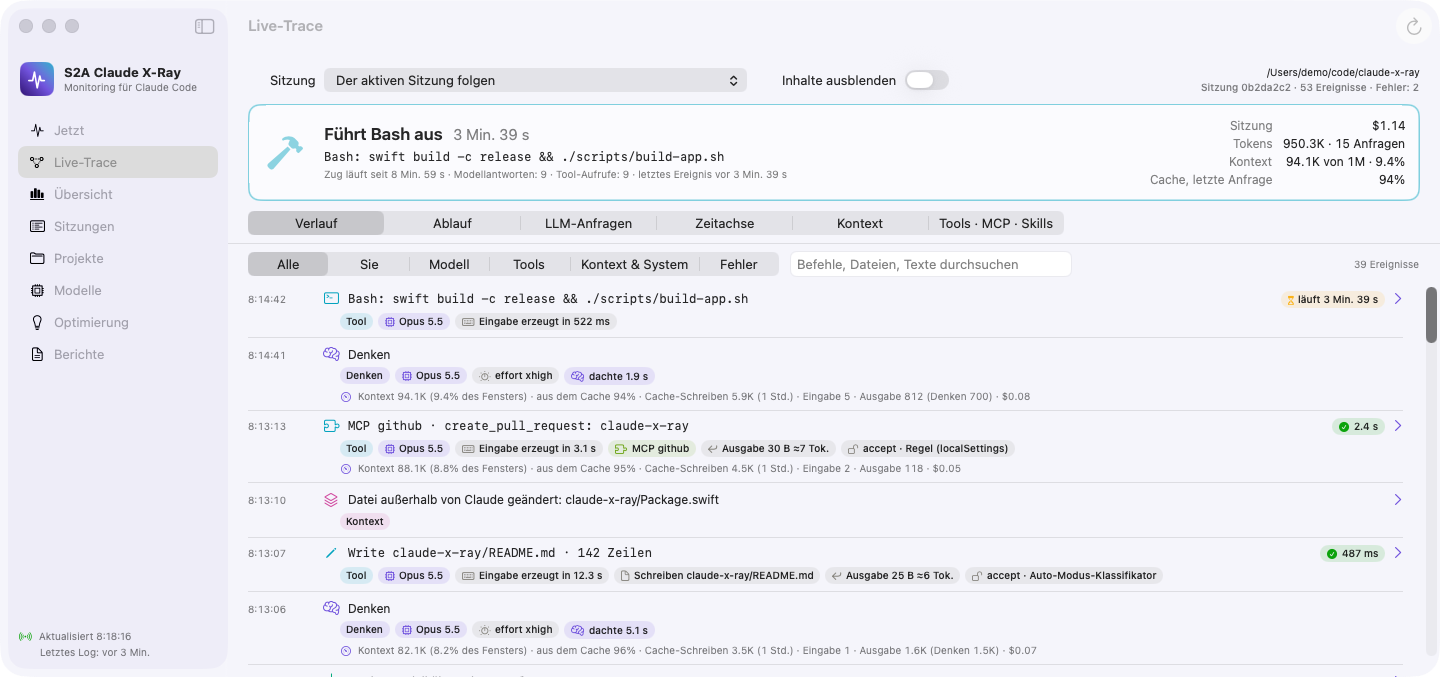 Live-Trace
S2A Claude X-Ray
Monitoring für Claude Code
Jetzt
Live-Trace
Übersicht
Sitzungen
Projekte
Modelle
Optimierung
Berichte
Aktualisiert 8:18:16
Letztes Log: vor 3 Min.
Sitzung Der aktiven Sitzung folgen Inhalte ausblenden
/Users/demo/code/claude-x-ray
Sitzung 0b2da2c2 · 53 Ereignisse · Fehler: 2
Führt Bash aus 3 Min. 39 s
Bash: swift build -c release && ./scripts/build-app.sh
Zug läuft seit 8 Min. 59 s · Modellantworten: 9 · Tool-Aufrufe: 9 · letztes Ereignis vor 3 Min. 39 s
Sitzung $1.14
Tokens 950.3K · 15 Anfragen
Kontext 94.1K von 1M · 9.4%
Cache, letzte Anfrage 94%
Verlauf Ablauf LLM-Anfragen Zeitachse Kontext Tools · MCP · Skills
Alle Sie Modell Tools Kontext & System Fehler Befehle, Dateien, Texte durchsuchen 39 Ereignisse
8:14:42 Bash: swift build -c release && ./scripts/build-app.sh läuft 3 Min. 39 s
Tool Opus 5.5 Eingabe erzeugt in 522 ms
8:14:41 Denken
Denken Opus 5.5 effort xhigh dachte 1.9 s
Kontext 94.1K (9.4% des Fensters) · aus dem Cache 94% · Cache-Schreiben 5.9K (1 Std.) · Eingabe 5 · Ausgabe 812 (Denken 700) · $0.08
8:13:13 MCP github · create_pull_request: claude-x-ray 2.4 s
Tool Opus 5.5 Eingabe erzeugt in 3.1 s MCP github Ausgabe 30 B ≈7 Tok. accept · Regel (localSettings)
Kontext 88.1K (8.8% des Fensters) · aus dem Cache 95% · Cache-Schreiben 4.5K (1 Std.) · Eingabe 2 · Ausgabe 118 · $0.05
8:13:10 Datei außerhalb von Claude geändert: claude-x-ray/Package.swift
Kontext
8:13:07 Write claude-x-ray/README.md · 142 Zeilen 487 ms
Tool Opus 5.5 Eingabe erzeugt in 12.3 s Schreiben claude-x-ray/README.md Ausgabe 25 B ≈6 Tok. accept · Auto-Modus-Klassifikator
8:13:06 Denken
Denken Opus 5.5 effort xhigh dachte 5.1 s
Kontext 82.1K (8.2% des Fensters) · aus dem Cache 96% · Cache-Schreiben 3.5K (1 Std.) · Eingabe 1 · Ausgabe 1.6K (Denken 1.5K) · $0.07